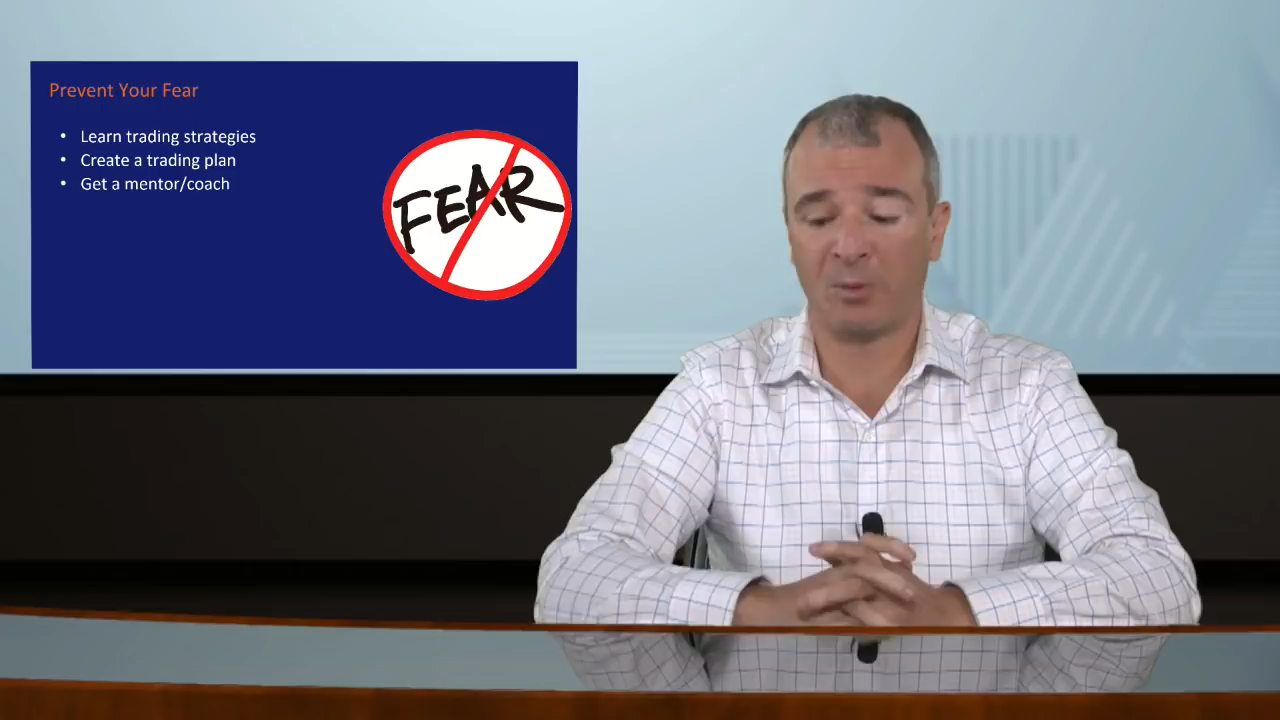 Prevent Your Fear
• Learn trading strategies
• Create a trading plan
• Get a mentor/coach
FEAR